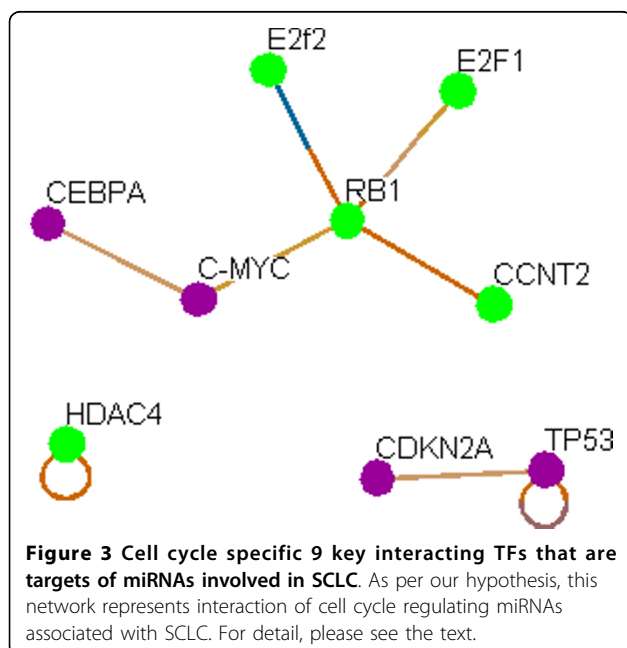 E2f2
E2F1
CEBPA
RB1
C-MYC
CCNT2
HDAC4
CDKN2A
TP53
Figure 3 Cell cycle specific 9 key interacting TFs that are
targets of miRNAs involved in SCLC. As per our hypothesis, this
network represents interaction of cell cycle regulating miRNAs
associated with SCLC. For detail, please see the text.